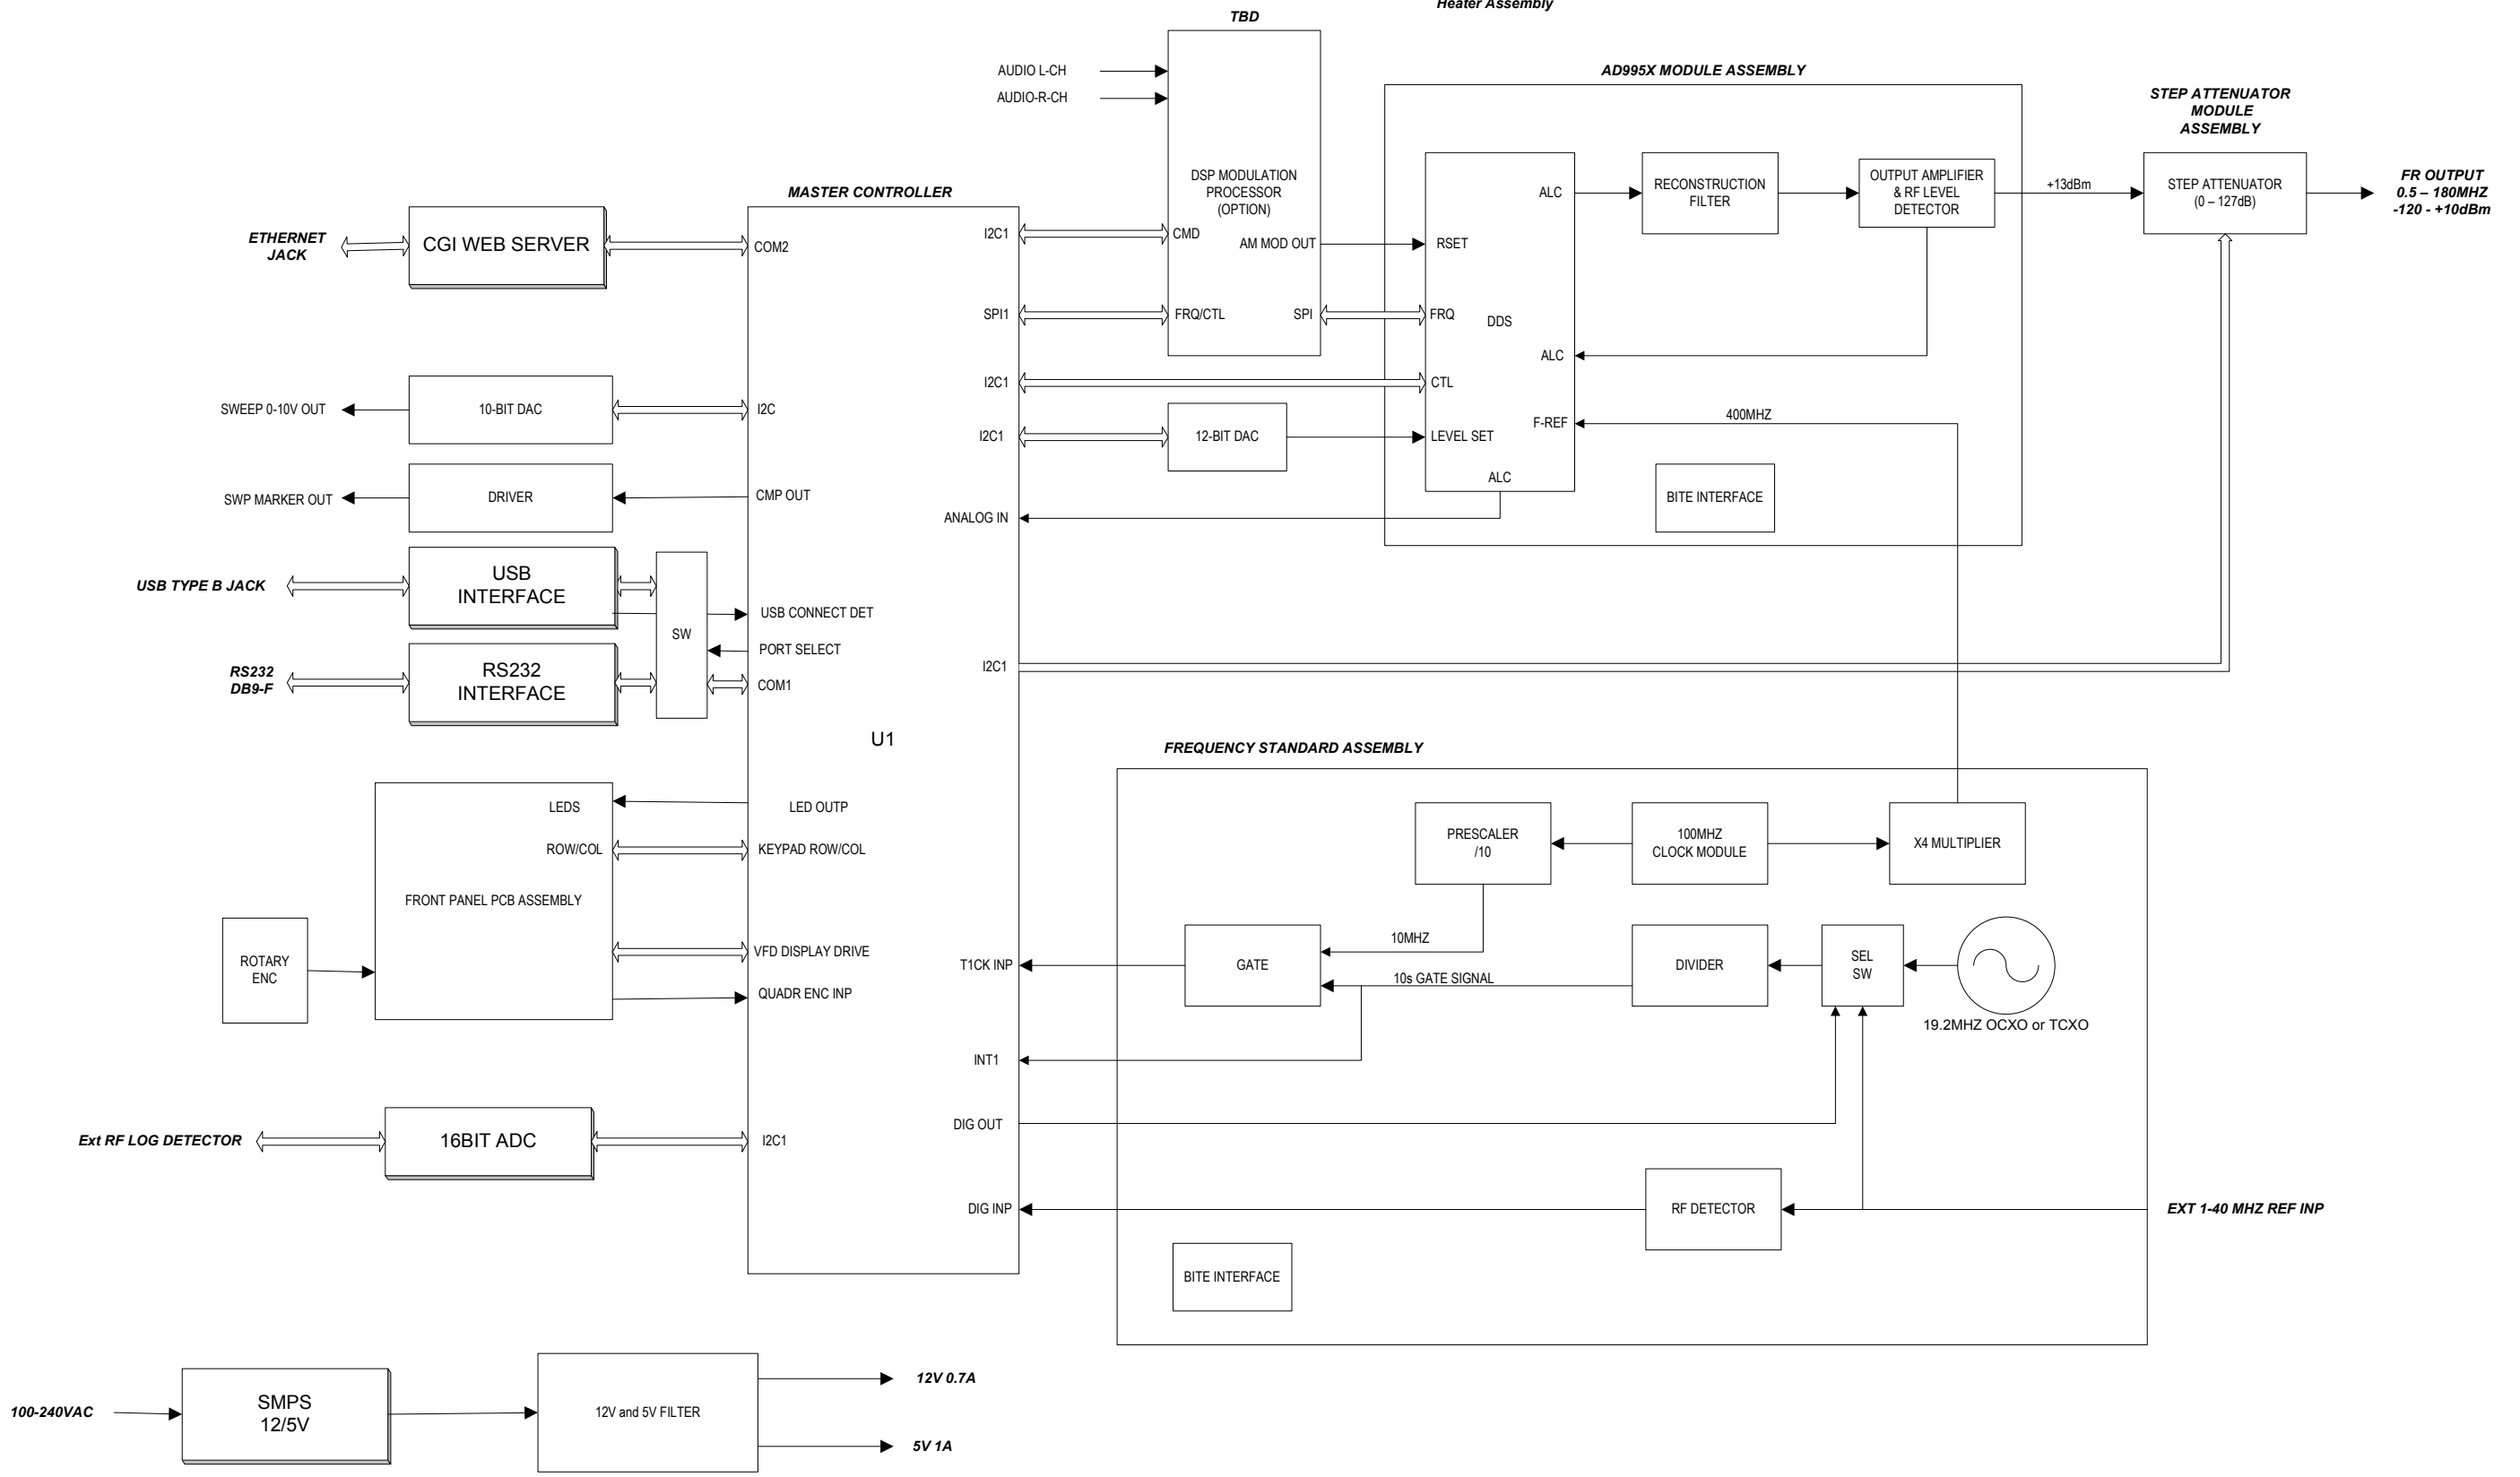 Heater Assembly
TBD
AUDIO L-CH
AUDIO-R-CH
DSP MODULATION
PROCESSOR
(OPTION)
CMD
AM MOD OUT
FRQ/CTL
SPI
AD995X MODULE ASSEMBLY
ALC
RSET
FRQ
DDS
ALC
CTL
F-REF
LEVEL SET
ALC
RECONSTRUCTION
FILTER
OUTPUT AMPLIFIER
& RF LEVEL
DETECTOR
+13dBm
400MHZ
BITE INTERFACE
STEP ATTENUATOR
MODULE
ASSEMBLY
STEP ATTENUATOR
(0 – 127dB)
FR OUTPUT
0.5 – 180MHZ
-120 - +10dBm
12-BIT DAC
MASTER CONTROLLER
COM2
I2C
CMP OUT
USB CONNECT DET
PORT SELECT
COM1
U1
LED OUTP
KEYPAD ROW/COL
VFD DISPLAY DRIVE
QUADR ENC INP
I2C1
I2C1
SPI1
I2C1
I2C1
ANALOG IN
I2C1
T1CK INP
INT1
DIG OUT
DIG INP
ETHERNET
JACK
CGI WEB SERVER
SWEEP 0-10V OUT
10-BIT DAC
SWP MARKER OUT
DRIVER
USB TYPE B JACK
USB
INTERFACE
SW
RS232
DB9-F
RS232
INTERFACE
LEDS
ROW/COL
FRONT PANEL PCB ASSEMBLY
ROTARY
ENC
Ext RF LOG DETECTOR
16BIT ADC
FREQUENCY STANDARD ASSEMBLY
PRESCALER
/10
100MHZ
CLOCK MODULE
X4 MULTIPLIER
10MHZ
GATE
10s GATE SIGNAL
DIVIDER
SEL
SW
19.2MHZ OCXO or TCXO
RF DETECTOR
EXT 1-40 MHZ REF INP
BITE INTERFACE
100-240VAC
SMPS
12/5V
12V and 5V FILTER
12V 0.7A
5V 1A